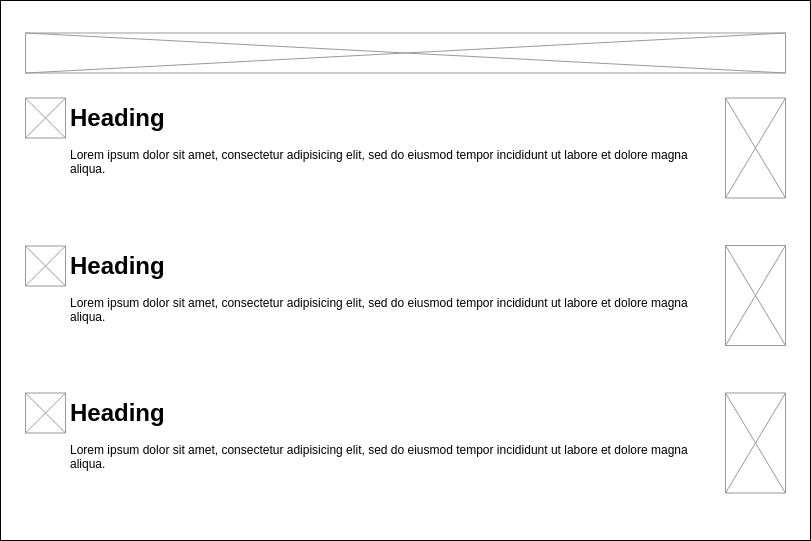 Heading
Lorem ipsum dolor sit amet, consectetur adipisicing elit, sed do eiusmod tempor incididunt ut labore et dolore magna
aliqua.
Heading
Lorem ipsum dolor sit amet, consectetur adipisicing elit, sed do eiusmod tempor incididunt ut labore et dolore magna
aliqua.
Heading
Lorem ipsum dolor sit amet, consectetur adipisicing elit, sed do eiusmod tempor incididunt ut labore et dolore magna
aliqua.